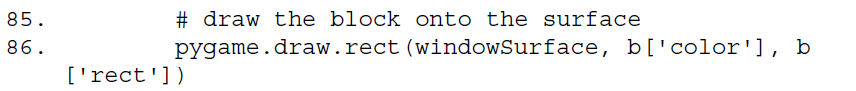 85.         # draw the block onto the surface
86.         pygame.draw.rect(windowSurface, b['color'], b
['rect'])